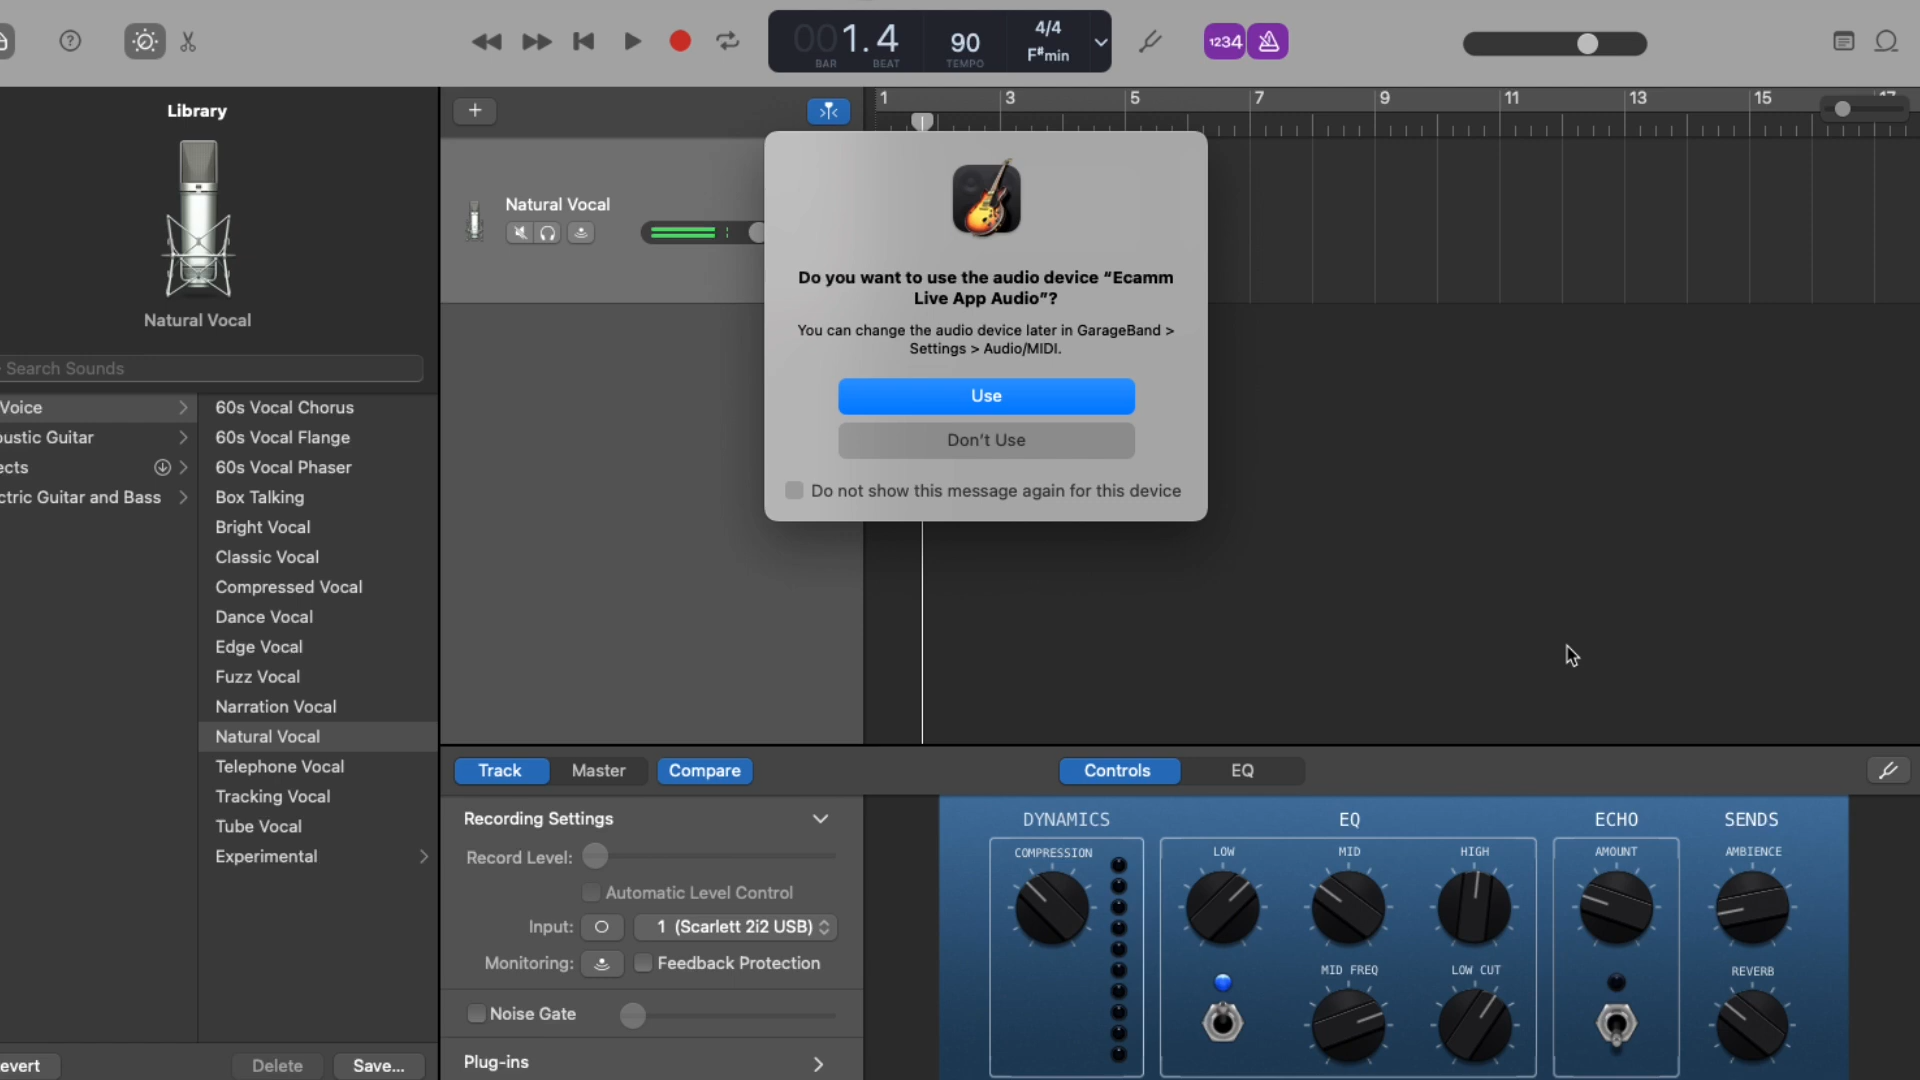 001.4
BAR
BEAT
90
TEMPO
4/4
F#min
1234
Library
Natural Vocal
Search Sounds
Voice
ustic Guitar
ects
ctric Guitar and Bass
60s Vocal Chorus
60s Vocal Flange
60s Vocal Phaser
Box Talking
Bright Vocal
Classic Vocal
Compressed Vocal
Dance Vocal
Edge Vocal
Fuzz Vocal
Narration Vocal
Natural Vocal
Telephone Vocal
Tracking Vocal
Tube Vocal
Experimental
evert
Delete
Save...
+
1 3 5 7 9 11 13 15 17
Natural Vocal
Do you want to use the audio device “Ecamm
Live App Audio”?
You can change the audio device later in GarageBand >
Settings > Audio/MIDI.
Use
Don’t Use
Do not show this message again for this device
Track
Master
Compare
Controls
EQ
Recording Settings
Record Level:
Automatic Level Control
Input:
1 (Scarlett 2i2 USB)
Monitoring:
Feedback Protection
Noise Gate
Plug-ins
DYNAMICS
COMPRESSION
EQ
LOW
MID
HIGH
MID FREQ
LOW CUT
ECHO
AMOUNT
SENDS
AMBIENCE
REVERB